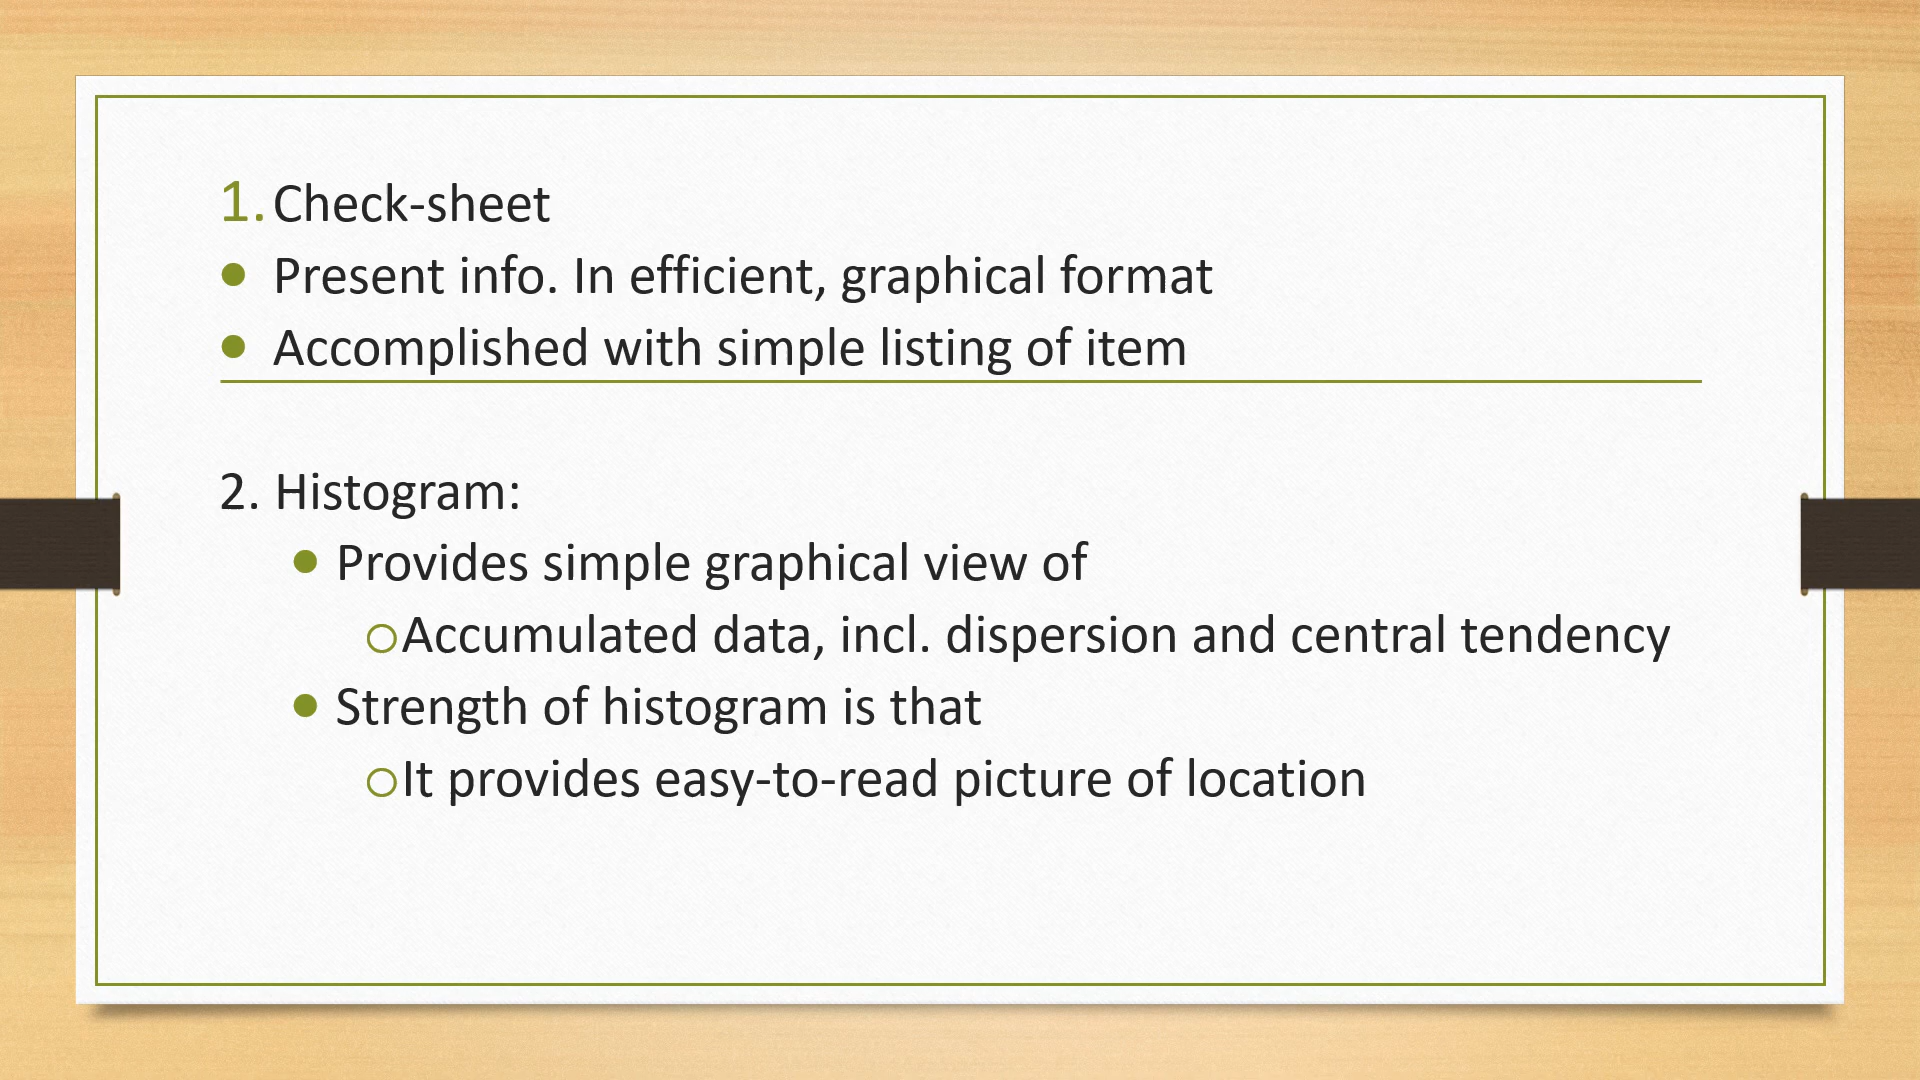 1. Check-sheet
● Present info. In efficient, graphical format
● Accomplished with simple listing of item
2. Histogram:
● Provides simple graphical view of
○ Accumulated data, incl. dispersion and central tendency
● Strength of histogram is that
○ It provides easy-to-read picture of location